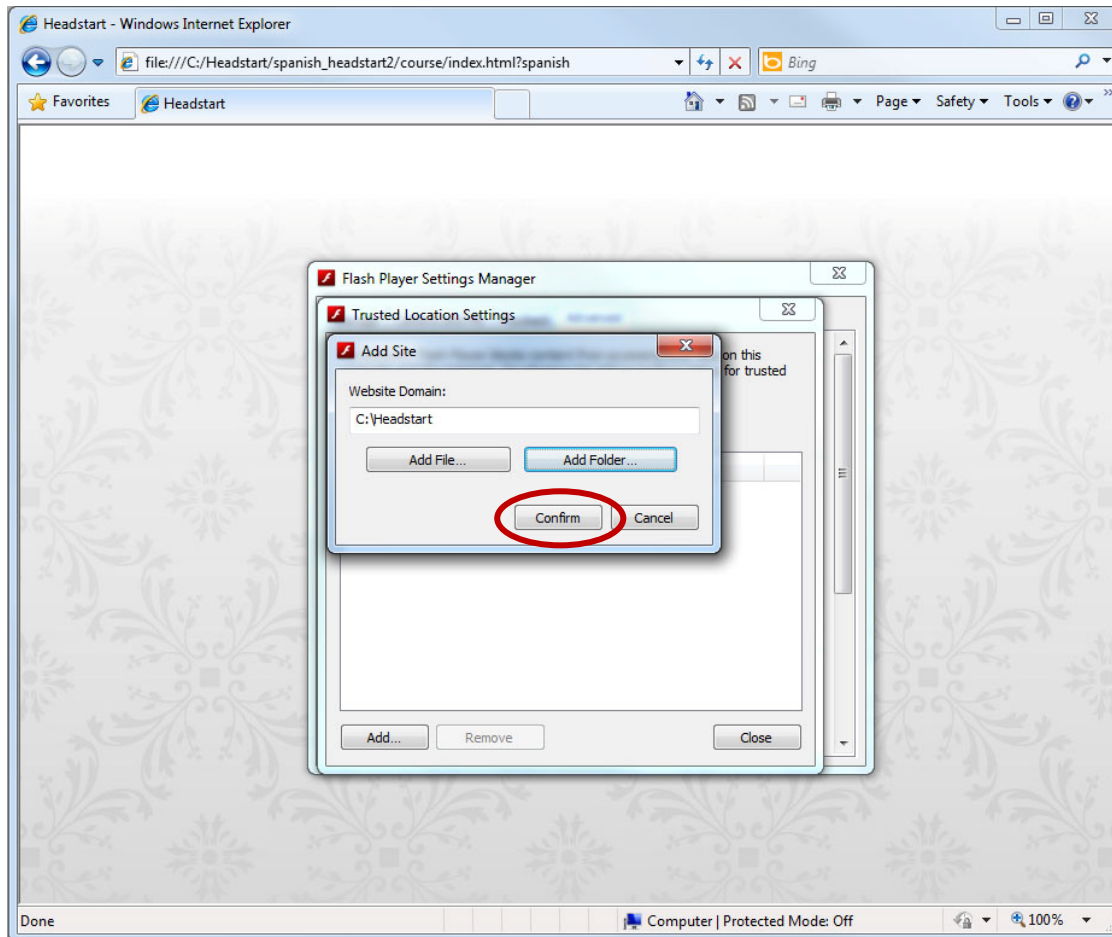 Headstart - Windows Internet Explorer
file:///C:/Headstart/spanish_headstart2/course/index.html?spanish
Bing
Favorites
Headstart
Page
Safety
Tools
Flash Player Settings Manager
Trusted Location Settings
Add Site
on this
for trusted
Website Domain:
C:\Headstart
Add File...
Add Folder...
Confirm
Cancel
Add...
Remove
Close
Done
Computer | Protected Mode: Off
100%